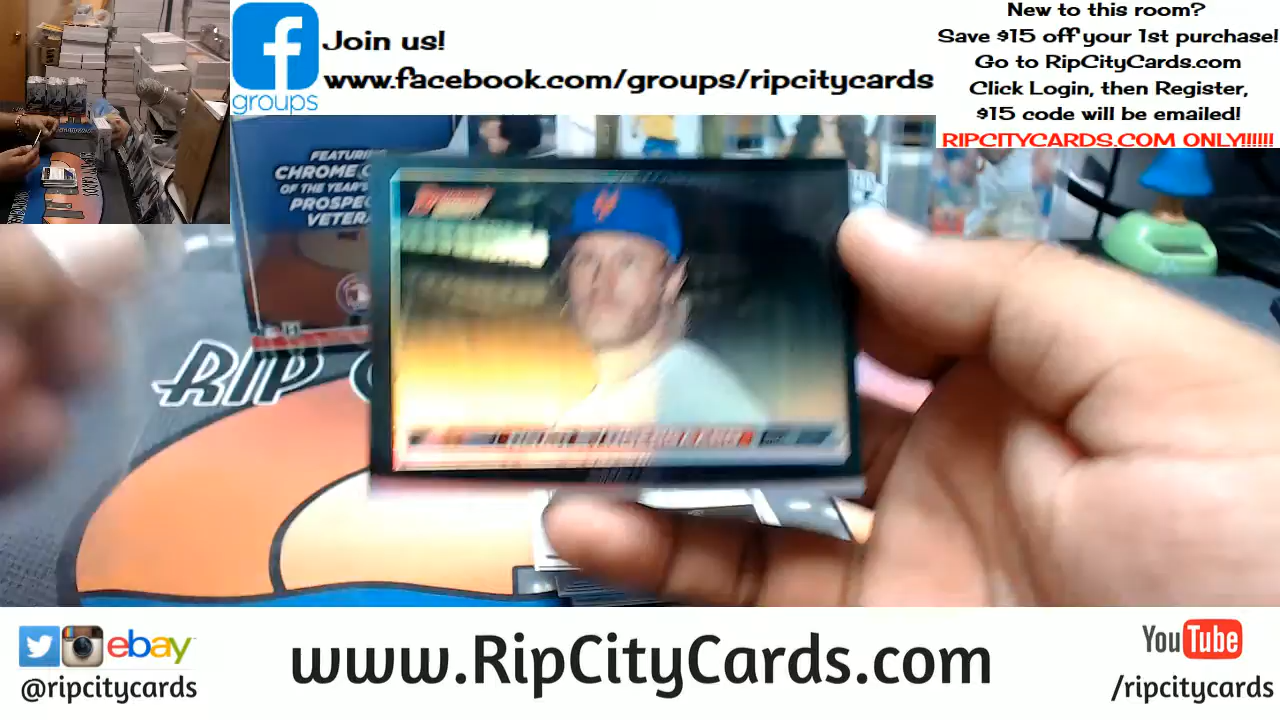 Join us!
www.facebook.com/groups/ripcitycards
groups
New to this room?
Save $15 off your 1st purchase!
Go to RipCityCards.com
Click Login, then Register,
$15 code will be emailed!
RIPCITYCARDS.COM ONLY!!!!!!
FEATURING
CHROME
OF THE YEAR'S
RIP
ebay
@ripcitycards
www.RipCityCards.com
YouTube
/ripcitycards